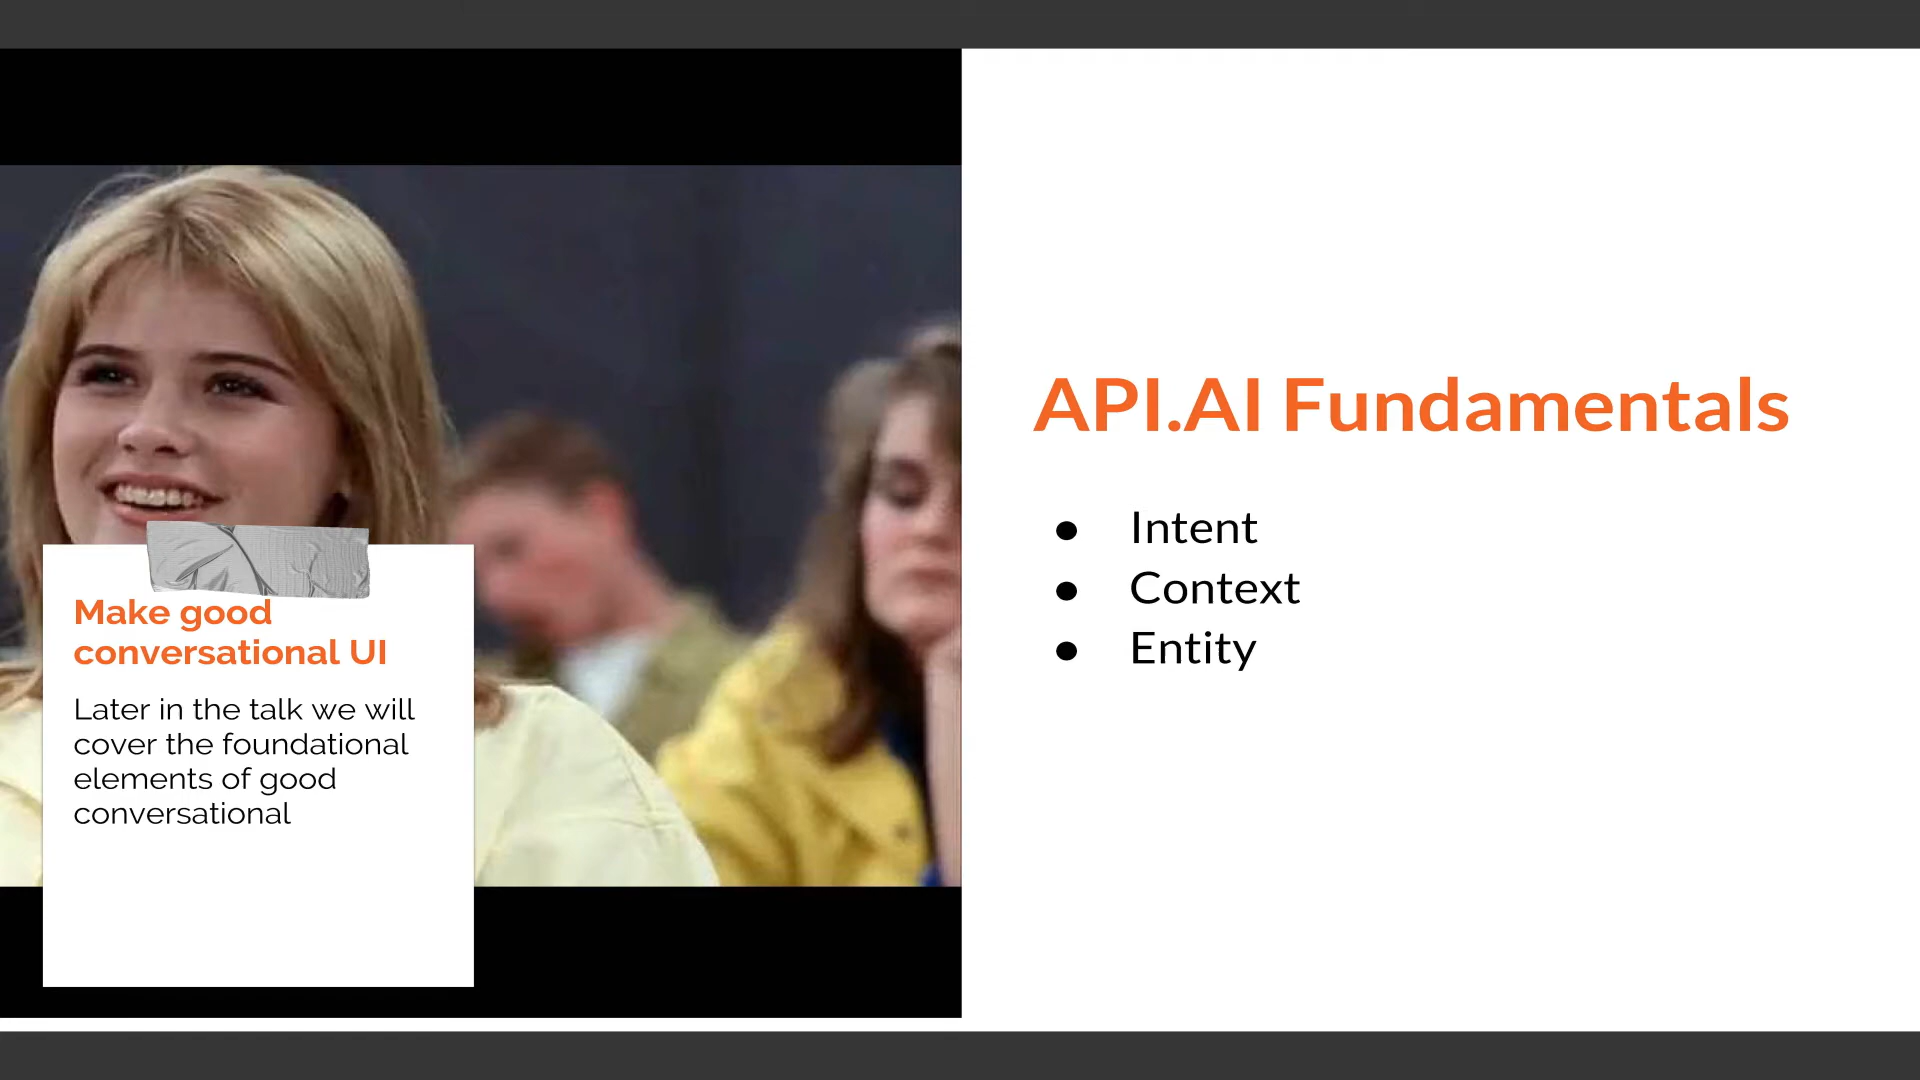 Make good
conversational UI
Later in the talk we will
cover the foundational
elements of good
conversational
API.AI Fundamentals
● Intent
● Context
● Entity